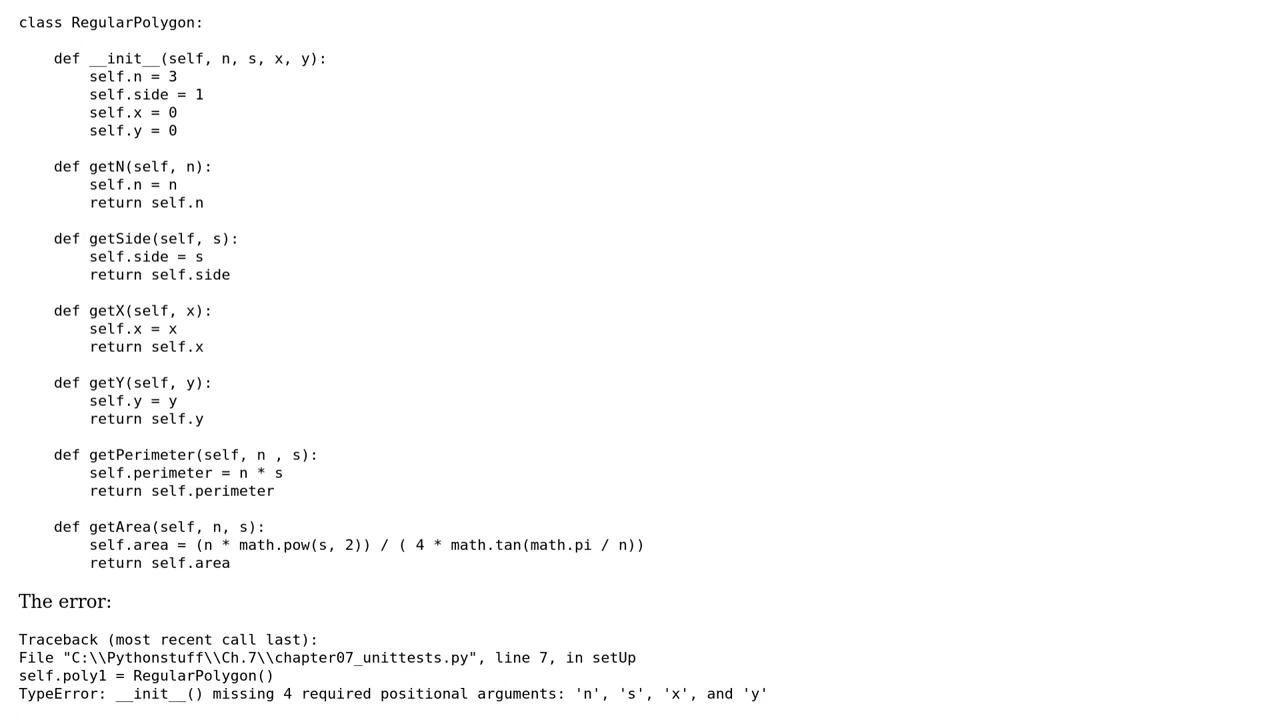 class RegularPolygon:
def __init__(self, n, s, x, y):
self.n = 3
self.side = 1
self.x = 0
self.y = 0
def getN(self, n):
self.n = n
return self.n
def getSide(self, s):
self.side = s
return self.side
def getX(self, x):
self.x = x
return self.x
def getY(self, y):
self.y = y
return self.y
def getPerimeter(self, n , s):
self.perimeter = n * s
return self.perimeter
def getArea(self, n, s):
self.area = (n * math.pow(s, 2)) / ( 4 * math.tan(math.pi / n))
return self.area
The error:
Traceback (most recent call last):
File "C:\\Pythonstuff\\Ch.7\\chapter07_unittests.py", line 7, in setUp
self.poly1 = RegularPolygon()
TypeError: __init__() missing 4 required positional arguments: 'n', 's', 'x', and 'y'